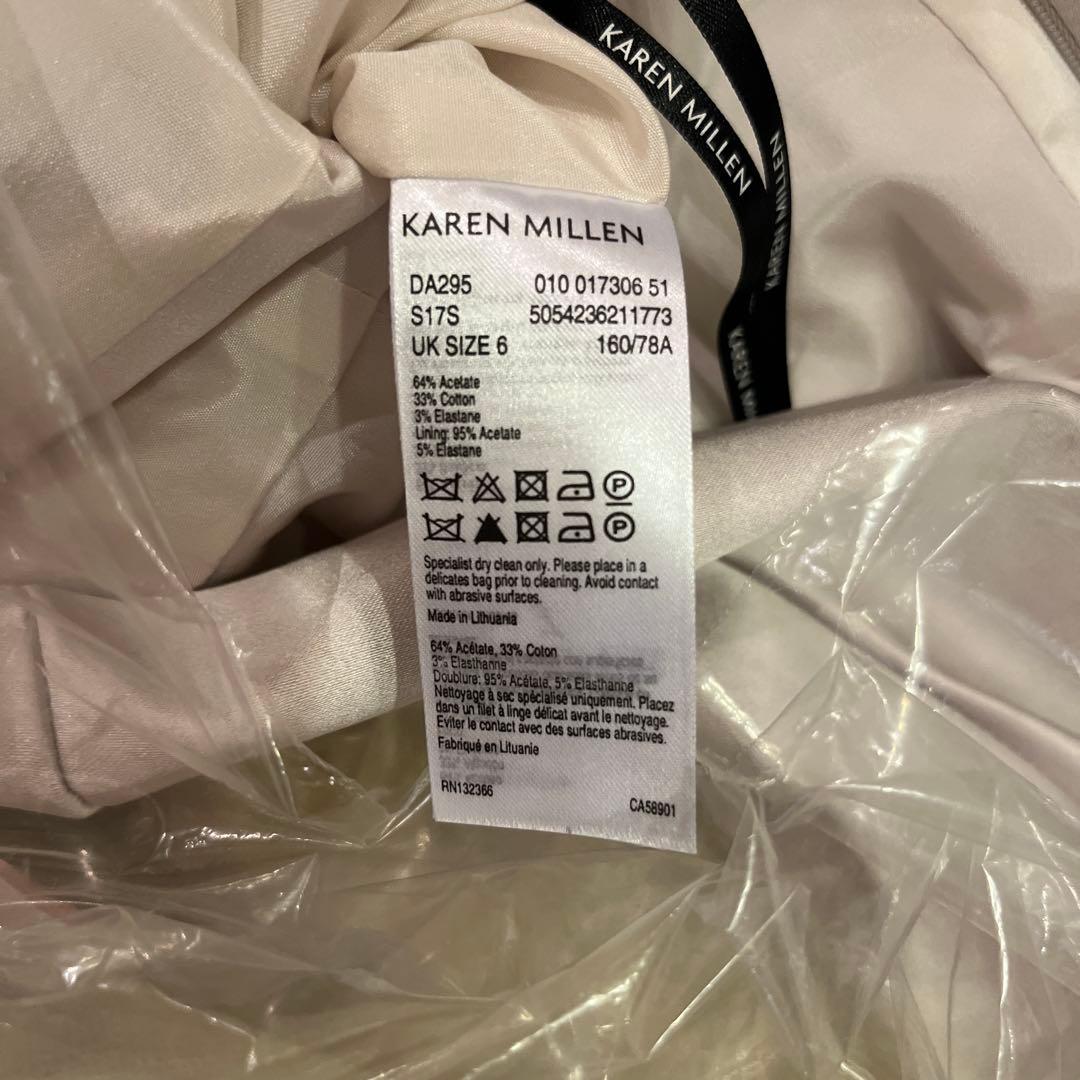 KAREN MILLEN
KAREN MILLEN
KAREN MI
KAREN MILLEN
DA295 010 017306 51
S17S 5054236211773
UK SIZE 6 160/78A
64% Acetate
33% Cotton
3% Elastane
Lining: 95% Acetate
5% Elastane
P
P
Specialist dry clean only. Please place in a
delicates bag prior to cleaning. Avoid contact
with abrasive surfaces.
Made in Lithuania
64% Acétate, 33% Coton
3% Elasthanne
Doublure: 95% Acétate, 5% Elasthanne
Nettoyage à sec spécialisé uniquement. Placez
dans un filet à linge délicat avant le nettoyage.
Eviter le contact avec des surfaces abrasives.
Fabriqué en Lituanie
RN132366 CA58901